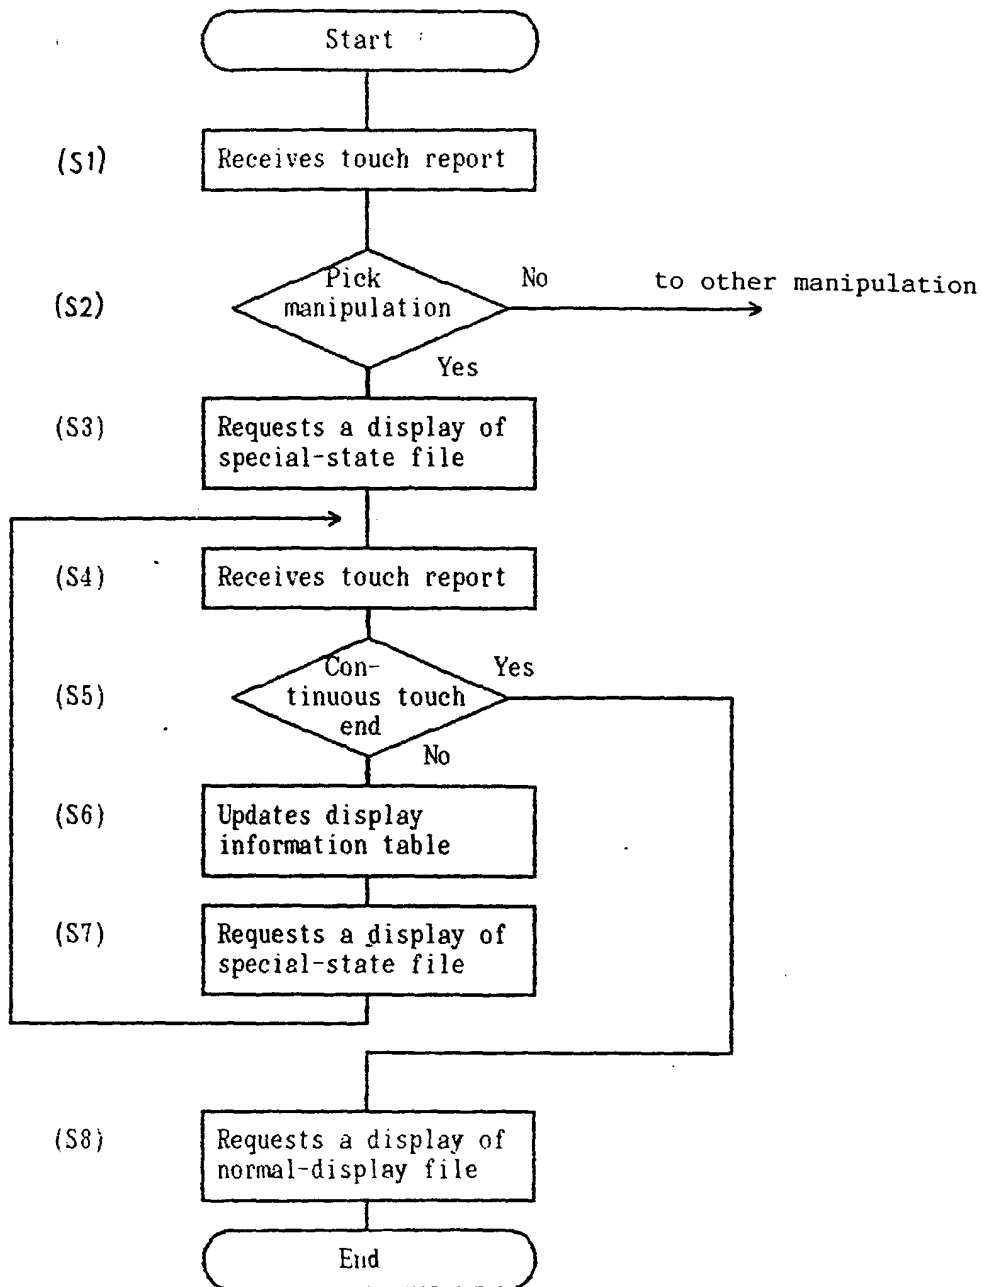 Start
(S1)
Receives touch report
(S2)
Pick
manipulation
No
to other manipulation
Yes
(S3)
Requests a display of
special-state file
(S4)
Receives touch report
(S5)
Con-
tinuous touch
end
Yes
No
(S6)
Updates display
information table
(S7)
Requests a display of
special-state file
(S8)
Requests a display of
normal-display file
End